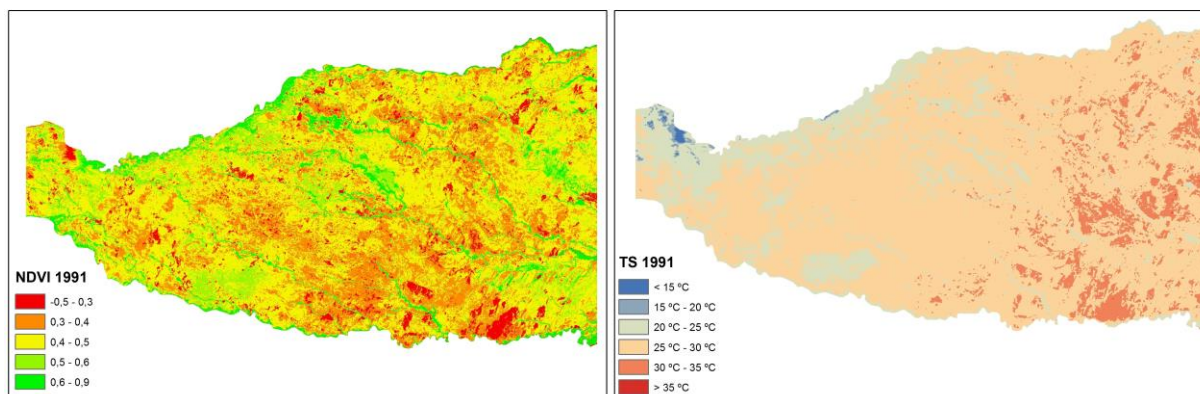 NDVI 1991
-0,5 - 0,3
0,3 - 0,4
0,4 - 0,5
0,5 - 0,6
0,6 - 0,9
TS 1991
< 15 ºC
15 ºC - 20 ºC
20 ºC - 25 ºC
25 ºC - 30 ºC
30 ºC - 35 ºC
> 35 ºC